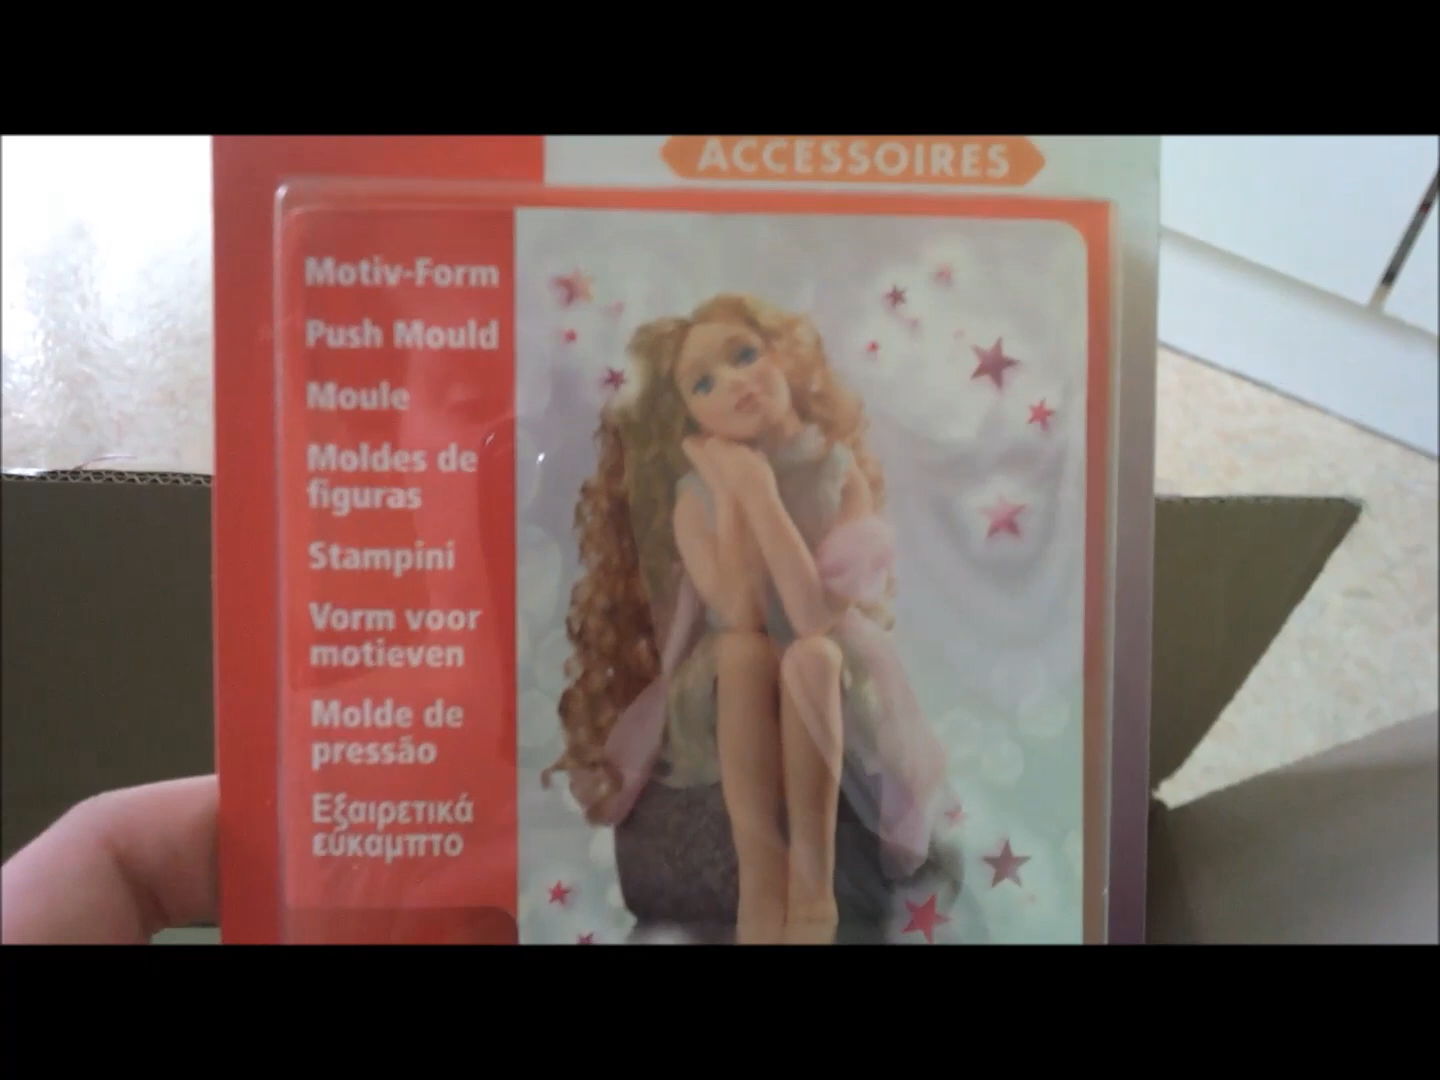 ACCESSOIRES
Motiv-Form
Push Mould
Moule
Moldes de
figuras
Stampini
Vorm voor
motieven
Molde de
pressão
Εξαιρετικά
εύκαμπτο